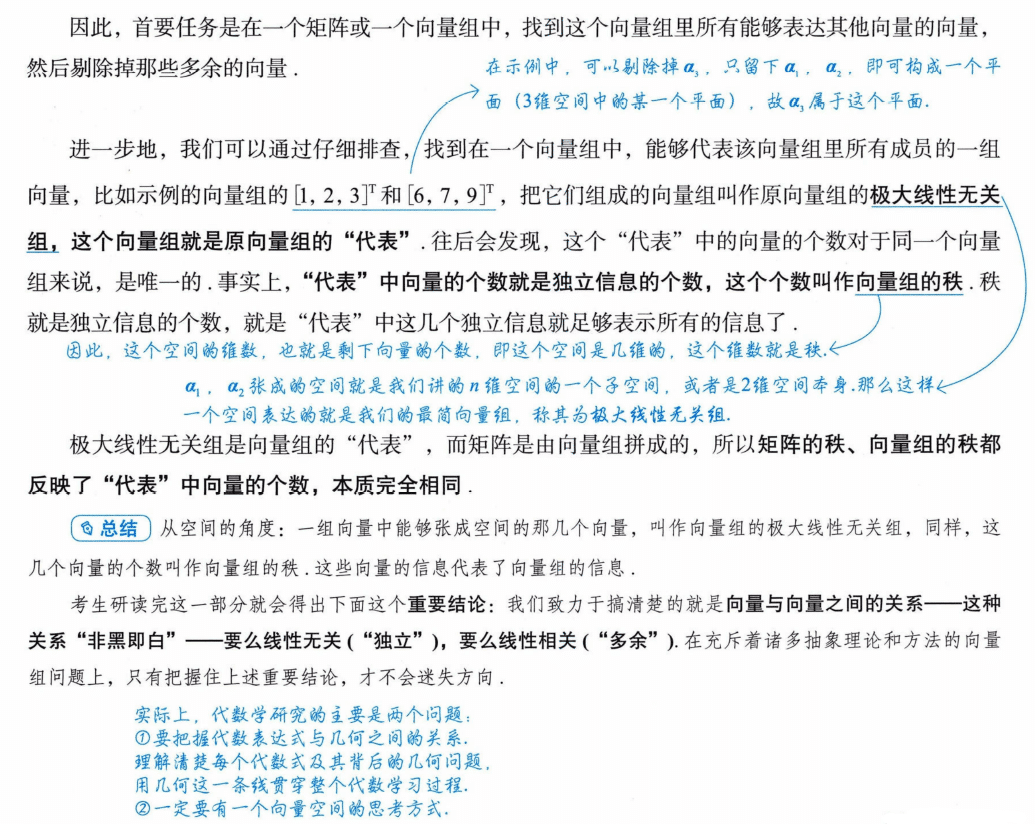 因此，首要任务是在一个矩阵或一个向量组中，找到这个向量组里所有能够表达其他向量的向量，
然后剔除掉那些多余的向量．
在示例中，可以剔除掉α₃，只留下α₁，α₂，即可构成一个平
面（3维空间中的某一个平面），故α₃属于这个平面．
进一步地，我们可以通过仔细排查，找到在一个向量组中，能够代表该向量组里所有成员的一组
向量，比如示例的向量组的[1, 2, 3]ᵀ和[6, 7, 9]ᵀ，把它们组成的向量组叫作原向量组的极大线性无关
组，这个向量组就是原向量组的“代表”．往后会发现，这个“代表”中的向量的个数对于同一个向量
组来说，是唯一的．事实上，“代表”中向量的个数就是独立信息的个数，这个个数叫作向量组的秩．秩
就是独立信息的个数，就是“代表”中这几个独立信息就足够表示所有的信息了．
因此，这个空间的维数，也就是剩下向量的个数，即这个空间是几维的，这个维数就是秩．
α₁，α₂张成的空间就是我们讲的n维空间的一个子空间，或者是2维空间本身．那么这样
一个空间表达的就是我们的最简向量组，称其为极大线性无关组．
极大线性无关组是向量组的“代表”，而矩阵是由向量组拼成的，所以矩阵的秩、向量组的秩都
反映了“代表”中向量的个数，本质完全相同．
总结 从空间的角度：一组向量中能够张成空间的那几个向量，叫作向量组的极大线性无关组，同样，这
几个向量的个数叫作向量组的秩．这些向量的信息代表了向量组的信息．
考生研读完这一部分就会得出下面这个重要结论：我们致力于搞清楚的就是向量与向量之间的关系——这种
关系“非黑即白”——要么线性无关(“独立”)，要么线性相关(“多余”)．在充斥着诸多抽象理论和方法的向量
组问题上，只有把握住上述重要结论，才不会迷失方向．
实际上，代数学研究的主要是两个问题：
①要把握代数表达式与几何之间的关系．
理解清楚每个代数式及其背后的几何问题，
用几何这一条线贯穿整个代数学习过程．
②一定要有一个向量空间的思考方式．